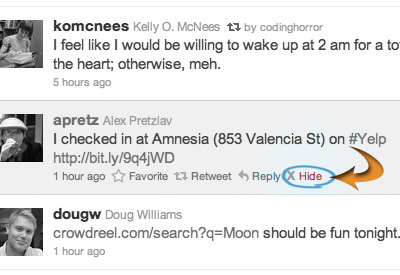 komcnees Kelly O. McNees by codinghorror
I feel like I would be willing to wake up at 2 am for a to
the heart; otherwise, meh.
5 hours ago
apretz Alex Pretzlav
I checked in at Amnesia (853 Valencia St) on #Yelp
http://bit.ly/9q4jWD
1 hour ago Favorite Retweet Reply X Hide
dougw Doug Williams
crowdreel.com/search?q=Moon should be fun tonight.
1 hour ago